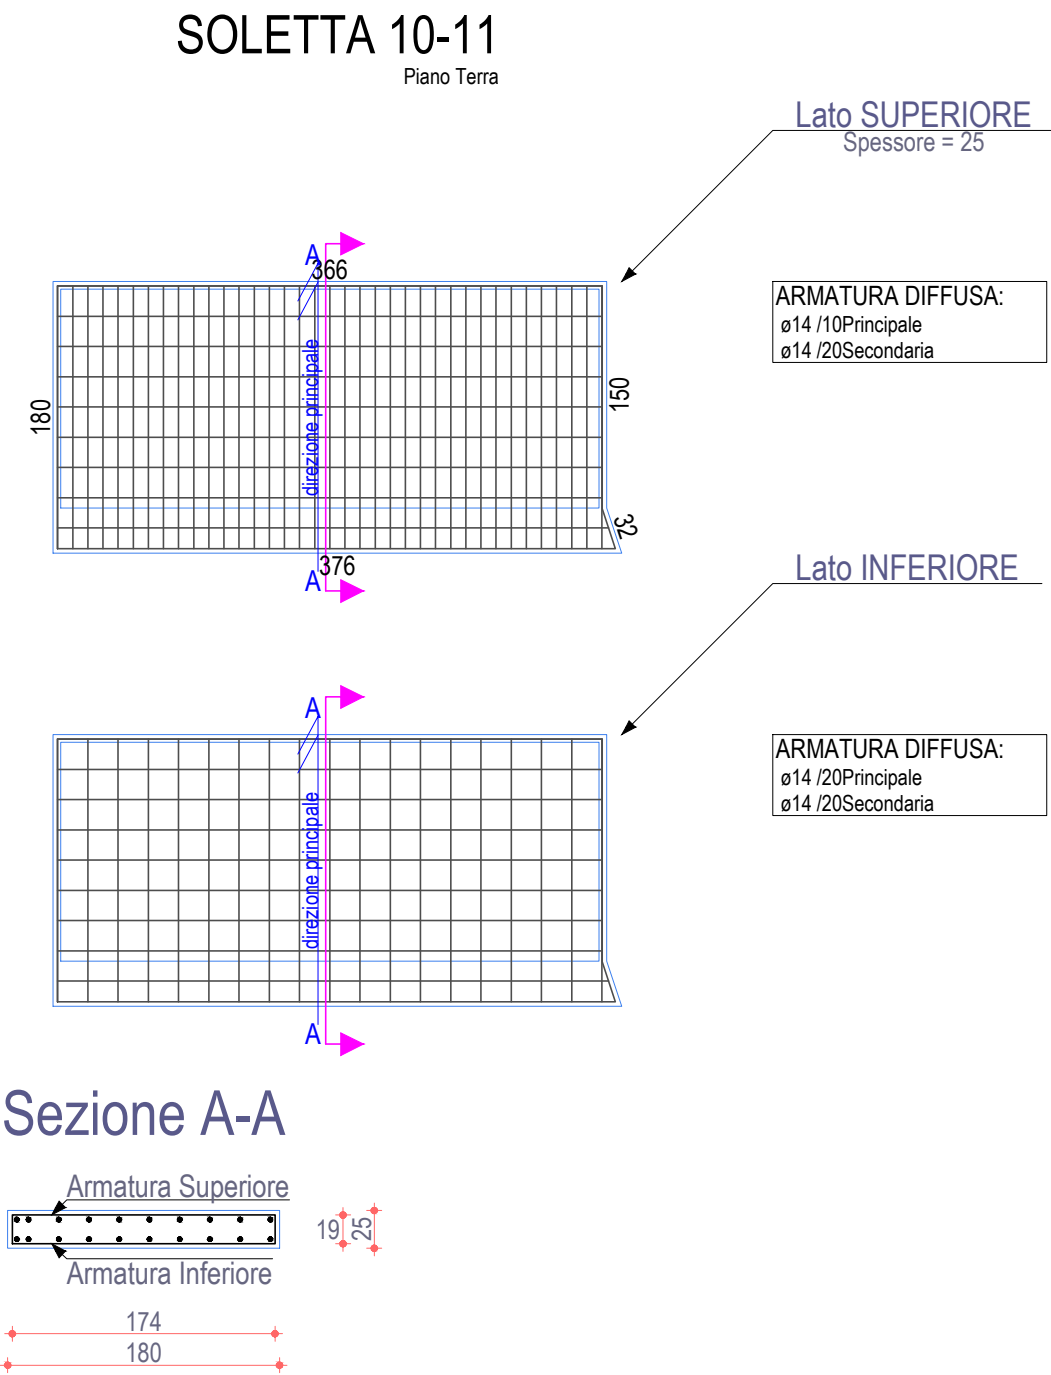 SOLETTA 10-11
Piano Terra
Lato SUPERIORE
Spessore = 25
A
366
ARMATURA DIFFUSA:
ø14 /10Principale
ø14 /20Secondaria
direzione principale
180
150
32
376
A
Lato INFERIORE
A
ARMATURA DIFFUSA:
ø14 /20Principale
ø14 /20Secondaria
direzione principale
A
Sezione A-A
Armatura Superiore
19
25
Armatura Inferiore
174
180